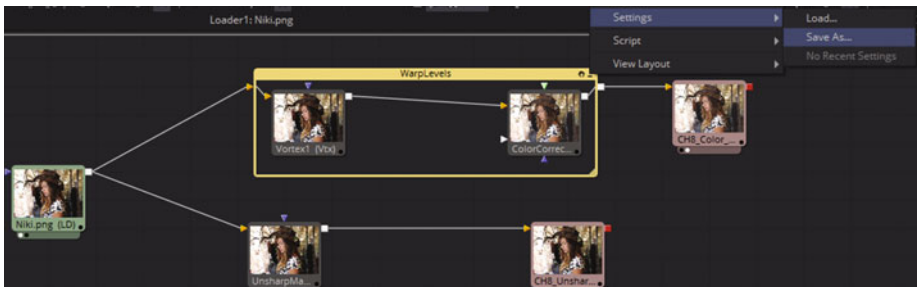 Loader1: Niki.png
Settings
Load...
Script
Save As...
View Layout
No Recent Settings
WarpLevels
Vortex1 (Vtx)
ColorCorrec...
CH8_Color_...
Niki.png (LD)
UnsharpMa...
CH8_Unshar...